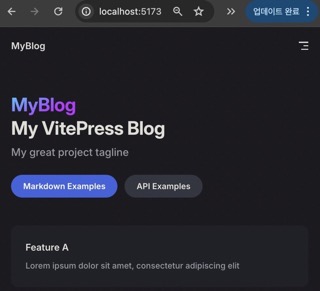 localhost:5173
업데이트 완료
MyBlog
MyBlog
My VitePress Blog
My great project tagline
Markdown Examples
API Examples
Feature A
Lorem ipsum dolor sit amet, consectetur adipiscing elit